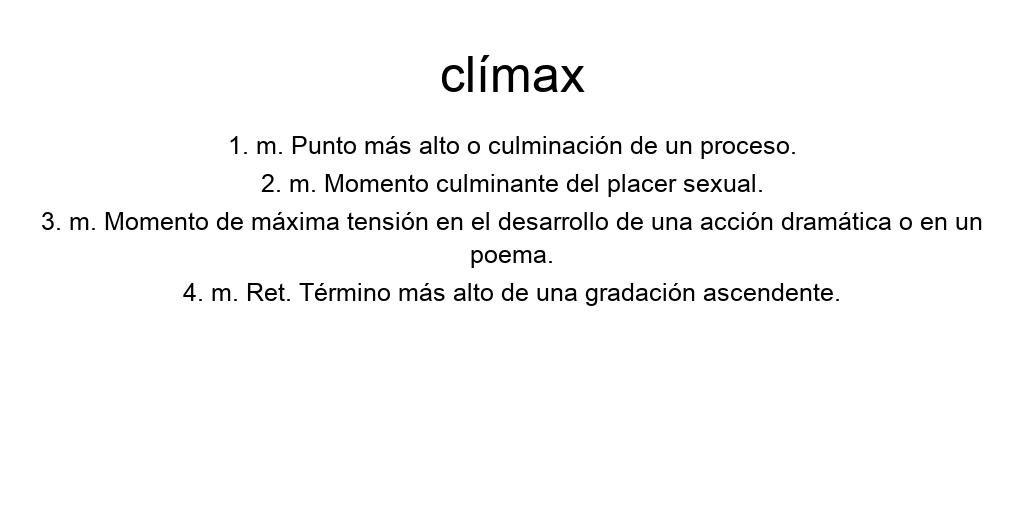 clímax
1. m. Punto más alto o culminación de un proceso.
2. m. Momento culminante del placer sexual.
3. m. Momento de máxima tensión en el desarrollo de una acción dramática o en un
poema.
4. m. Ret. Término más alto de una gradación ascendente.